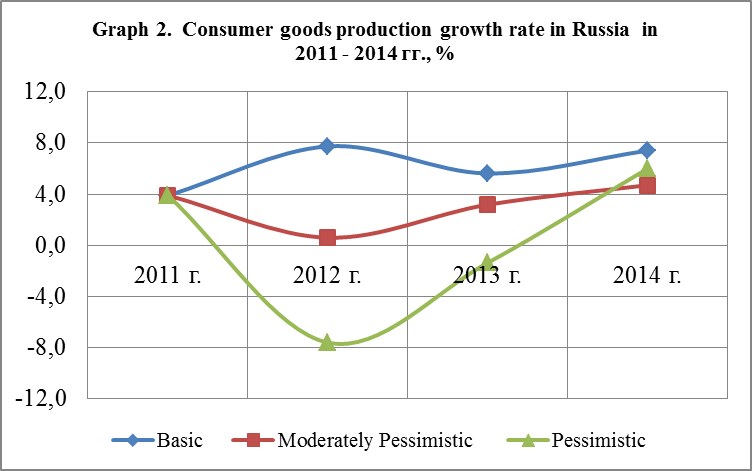 Graph 2.  Consumer goods production growth rate in Russia  in
2011 - 2014 гг., %
12,0
8,0
4,0
0,0
-4,0
-8,0
-12,0
2011 г.
2012 г.
2013 г.
2014 г.
Basic
Moderately Pessimistic
Pessimistic